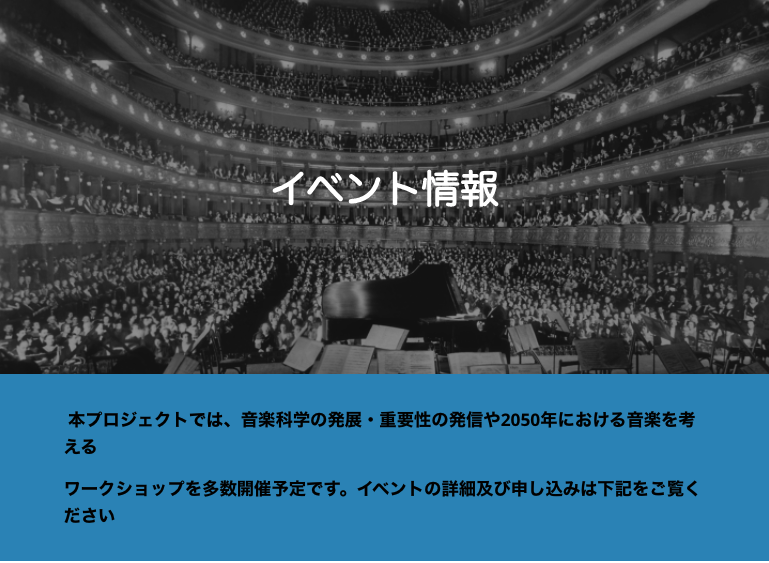 イベント情報
本プロジェクトでは、音楽科学の発展・重要性の発信や2050年における音楽を考
える
ワークショップを多数開催予定です。イベントの詳細及び申し込みは下記をご覧く
ださい